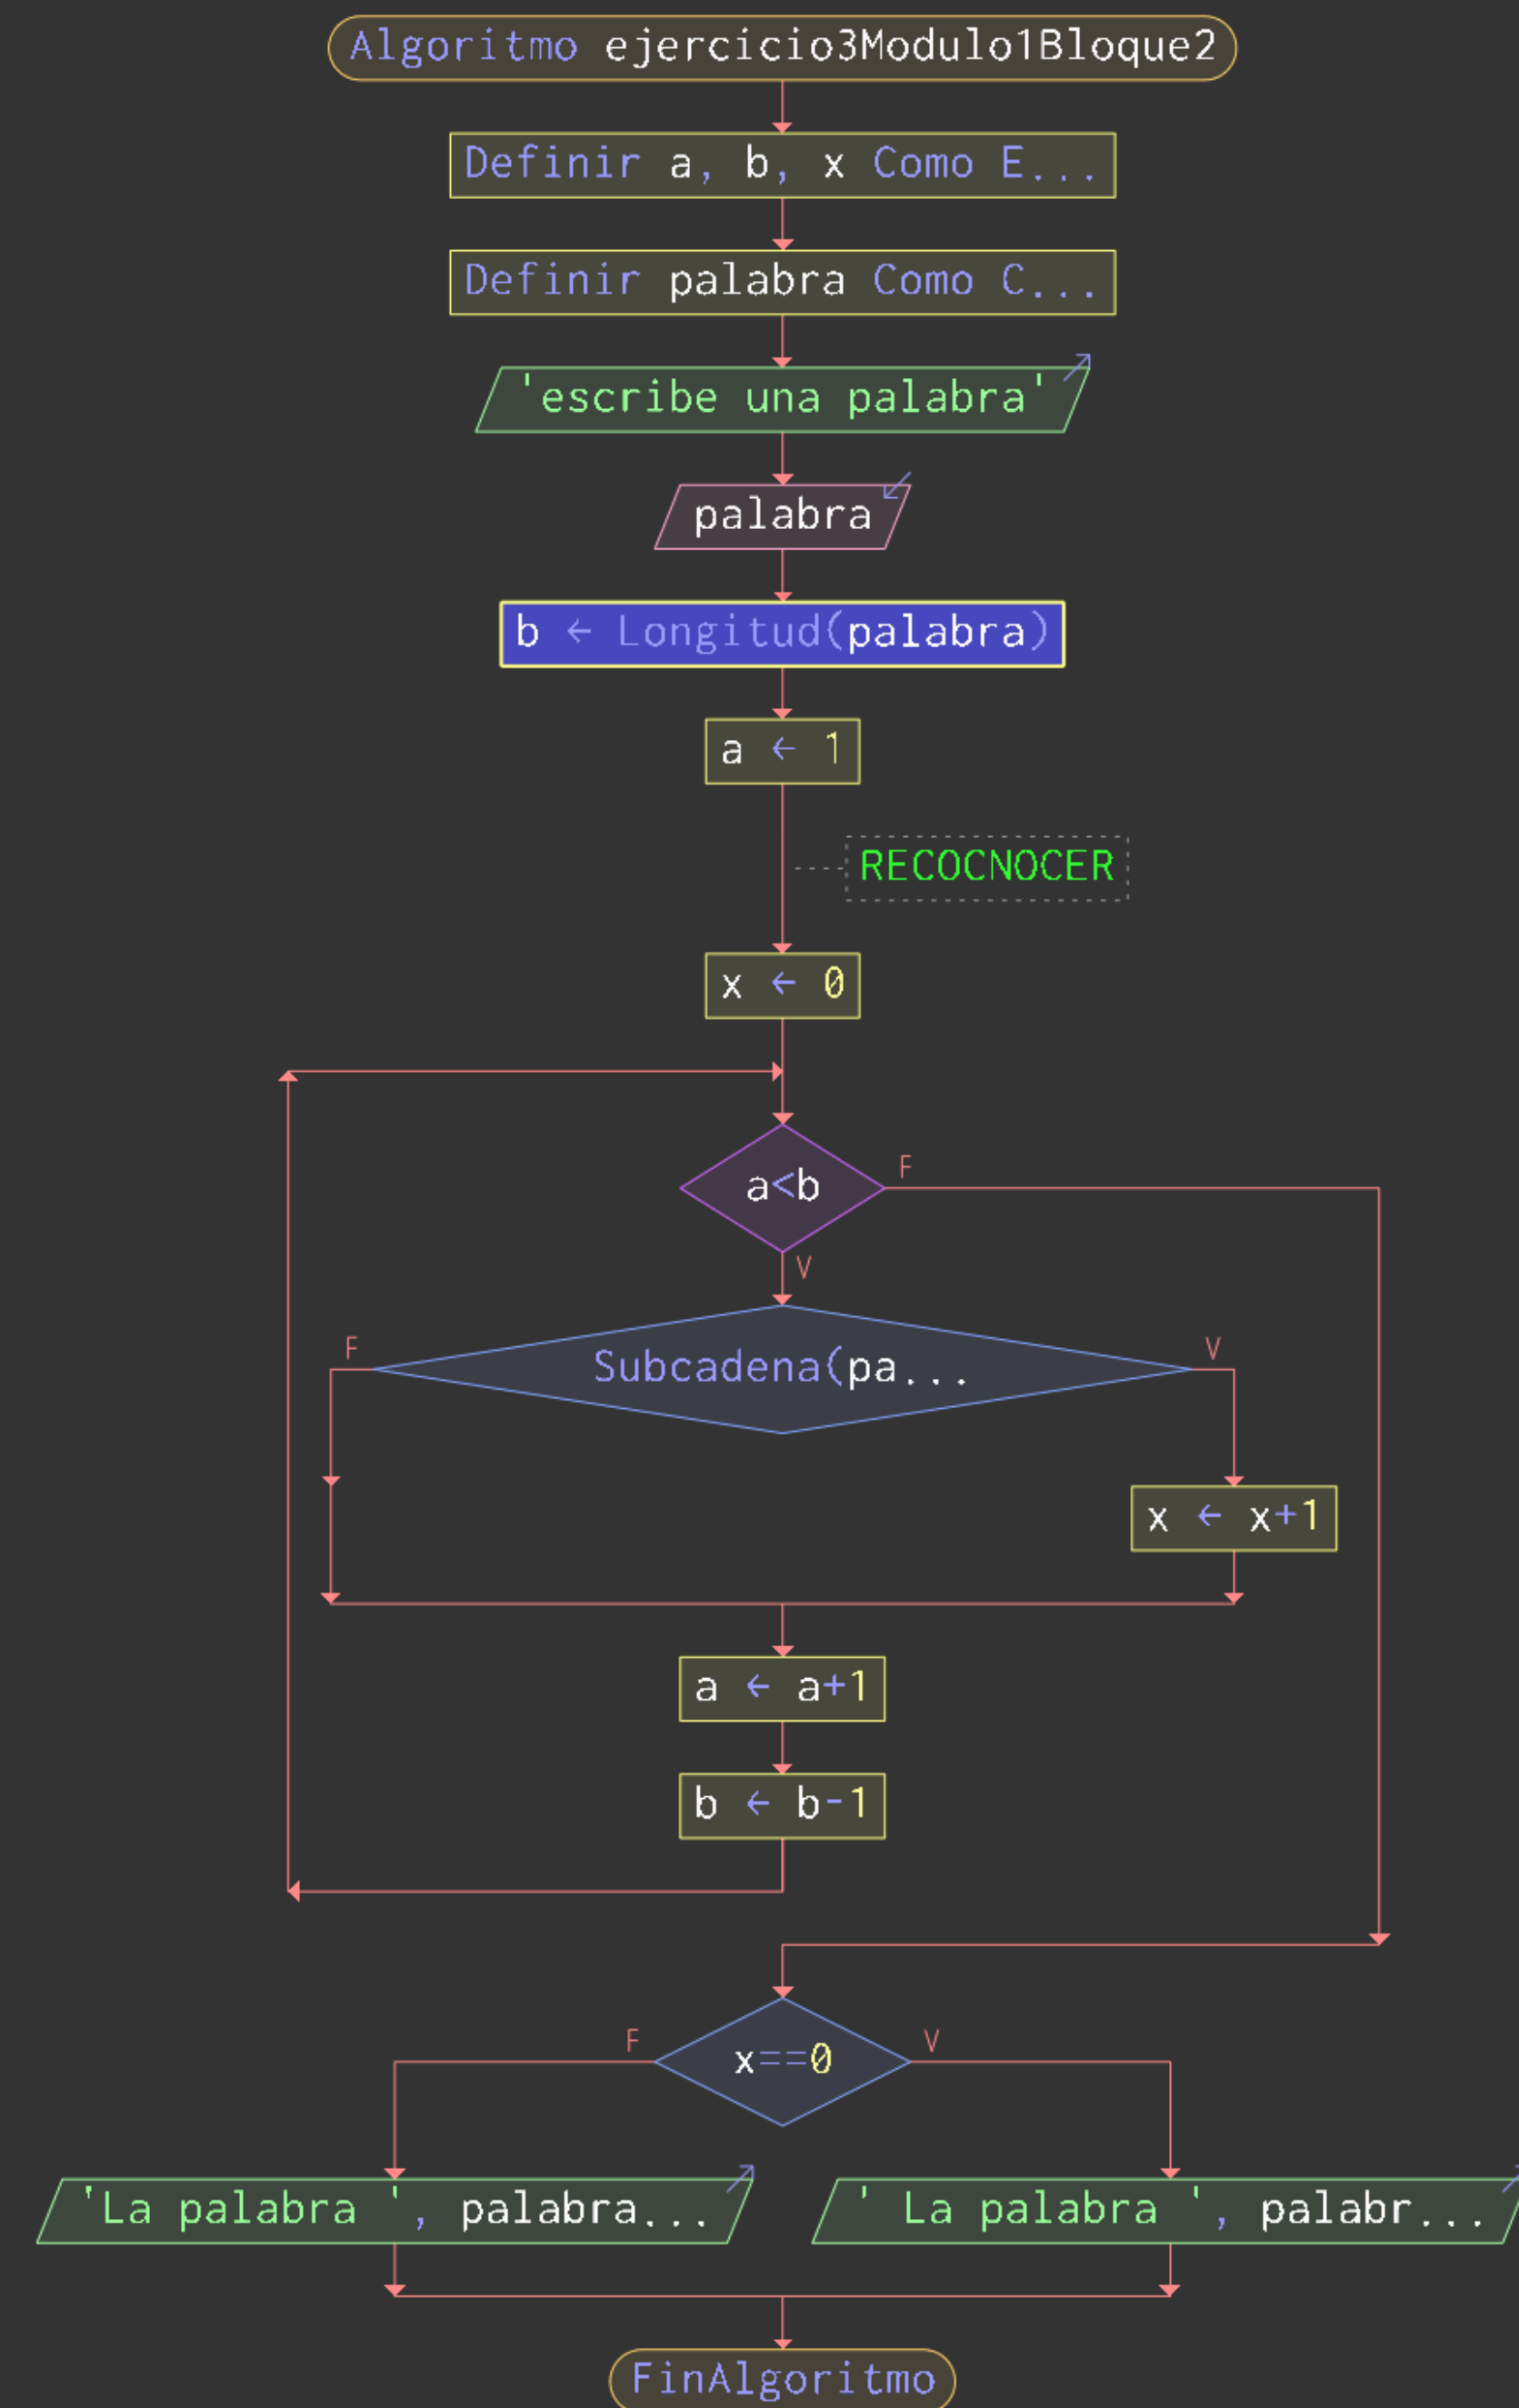 Algoritmo ejercicio3Modulo1Bloque2
Definir a, b, x Como E...
Definir palabra Como C...
'escribe una palabra'
palabra
b ← Longitud(palabra)
a ← 1
RECOCNOCER
x ← 0
a<b
F
V
Subcadena(pa...
F
V
x ← x+1
a ← a+1
b ← b-1
x==0
F
V
'La palabra ', palabra...
' La palabra ', palabr...
FinAlgoritmo